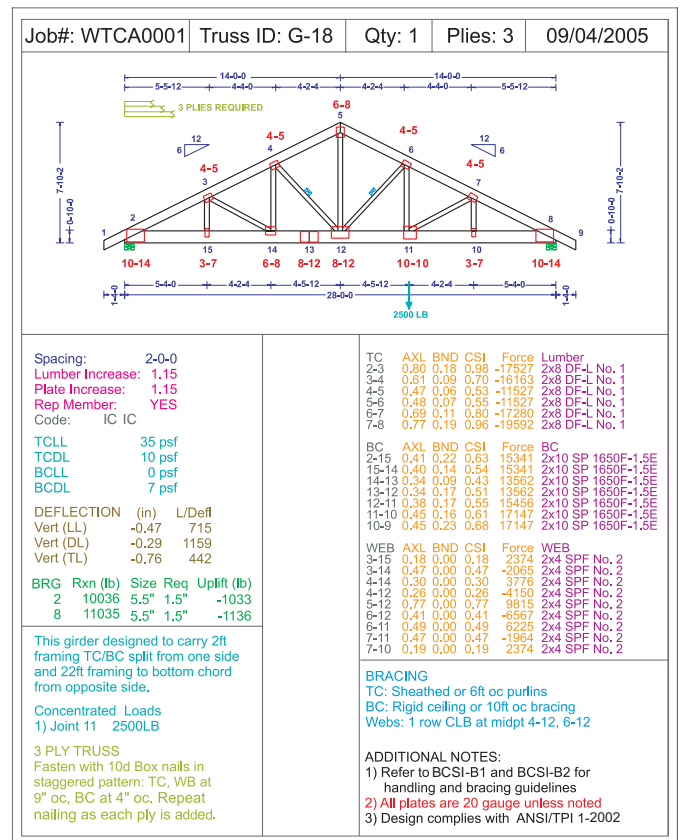 Job#: WTCA0001 Truss ID: G-18 Qty: 1 Plies: 3 09/04/2005
14-0-0 14-0-0
5-5-12 4-4-0 4-2-4 4-2-4 4-4-0 5-5-12
3 PLIES REQUIRED
6-8
5
12 6
12 6
4-5 4-5
4 6
4-5 4-5
3 7
7-10-2 7-10-2
0-10-0 0-10-0
2 8
1 9
15 14 13 12 11 10
10-14 3-7 6-8 8-12 8-12 10-10 3-7 10-14
1-4-0 5-4-0 4-2-4 4-5-12 4-5-12 4-2-4 5-4-0 1-4-0
28-0-0
2500 LB
Spacing: 2-0-0
Lumber Increase: 1.15
Plate Increase: 1.15
Rep Member: YES
Code: IC IC
TCLL 35 psf
TCDL 10 psf
BCLL 0 psf
BCDL 7 psf
DEFLECTION (in) L/Defl
Vert (LL) -0.47 715
Vert (DL) -0.29 1159
Vert (TL) -0.76 442
BRG Rxn (lb) Size Req Uplift (lb)
2 10036 5.5" 1.5" -1033
8 11035 5.5" 1.5" -1136
This girder designed to carry 2ft
framing TC/BC split from one side
and 22ft framing to bottom chord
from opposite side.
Concentrated Loads
1) Joint 11 2500LB
3 PLY TRUSS
Fasten with 10d Box nails in
staggered pattern: TC, WB at
9" oc, BC at 4" oc. Repeat
nailing as each ply is added.
TC AXL BND CSI Force Lumber
2-3 0.80 0.18 0.98 -17527 2x8 DF-L No. 1
3-4 0.61 0.09 0.70 -16163 2x8 DF-L No. 1
4-5 0.47 0.06 0.53 -11527 2x8 DF-L No. 1
5-6 0.48 0.07 0.55 -11527 2x8 DF-L No. 1
6-7 0.69 0.11 0.80 -17280 2x8 DF-L No. 1
7-8 0.77 0.19 0.96 -19592 2x8 DF-L No. 1
BC AXL BND CSI Force BC
2-15 0.41 0.22 0.63 15341 2x10 SP 1650F-1.5E
15-14 0.40 0.14 0.54 15341 2x10 SP 1650F-1.5E
14-13 0.34 0.09 0.43 13562 2x10 SP 1650F-1.5E
13-12 0.34 0.17 0.51 13562 2x10 SP 1650F-1.5E
12-11 0.38 0.17 0.55 15456 2x10 SP 1650F-1.5E
11-10 0.45 0.16 0.61 17147 2x10 SP 1650F-1.5E
10-9 0.45 0.23 0.68 17147 2x10 SP 1650F-1.5E
WEB AXL BND CSI Force WEB
3-15 0.18 0.00 0.18 2374 2x4 SPF No. 2
3-14 0.47 0.00 0.47 -2065 2x4 SPF No. 2
4-14 0.30 0.00 0.30 3776 2x4 SPF No. 2
4-12 0.26 0.00 0.26 -4150 2x4 SPF No. 2
5-12 0.77 0.00 0.77 9815 2x4 SPF No. 2
6-12 0.41 0.00 0.41 -6567 2x4 SPF No. 2
6-11 0.49 0.00 0.49 6225 2x4 SPF No. 2
7-11 0.47 0.00 0.47 -1964 2x4 SPF No. 2
7-10 0.19 0.00 0.19 2374 2x4 SPF No. 2
BRACING
TC: Sheathed or 6ft oc purlins
BC: Rigid ceiling or 10ft oc bracing
Webs: 1 row CLB at midpt 4-12, 6-12
ADDITIONAL NOTES:
1) Refer to BCSI-B1 and BCSI-B2 for
handling and bracing guidelines
2) All plates are 20 gauge unless noted
3) Design complies with ANSI/TPI 1-2002